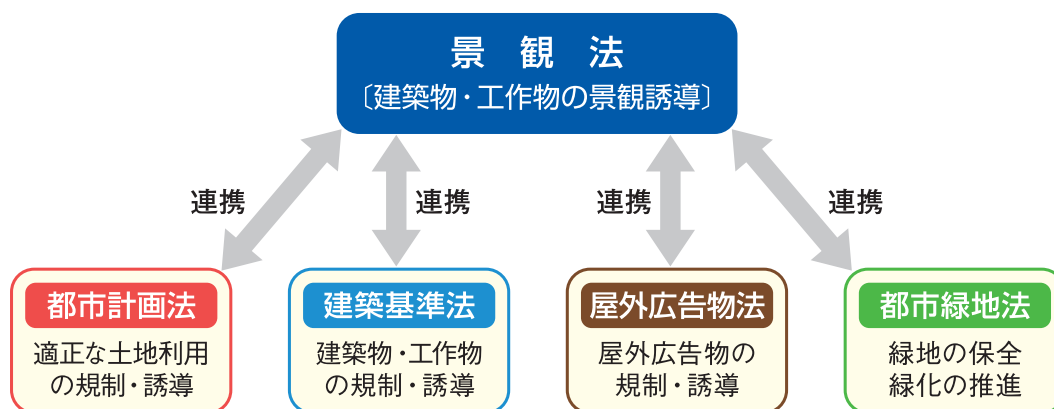 景 観 法
〔建築物・工作物の景観誘導〕
連携
連携
連携
連携
都市計画法
適正な土地利用
の規制・誘導
建築基準法
建築物・工作物
の規制・誘導
屋外広告物法
屋外広告物の
規制・誘導
都市緑地法
緑地の保全
緑化の推進